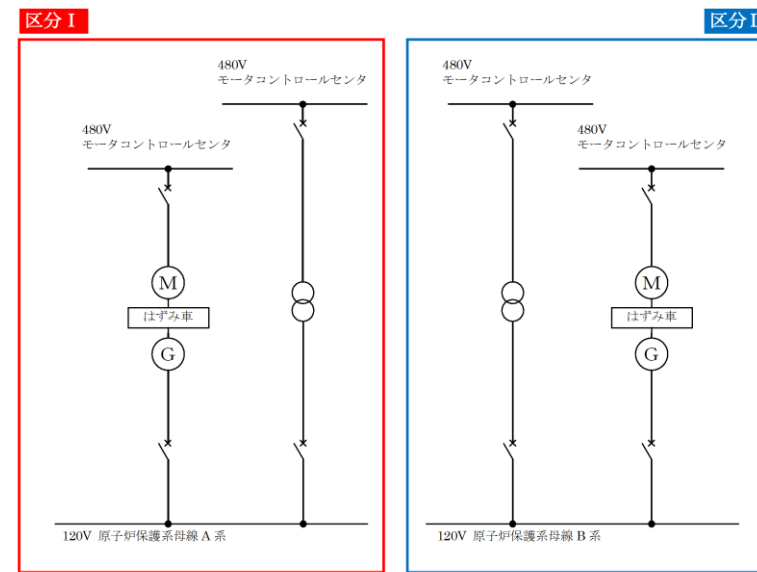 区分Ⅰ
480V
モータコントロールセンタ
480V
モータコントロールセンタ
M
はずみ車
G
120V 原子炉保護系母線 A 系
区分Ⅱ
480V
モータコントロールセンタ
480V
モータコントロールセンタ
M
はずみ車
G
120V 原子炉保護系母線 B 系